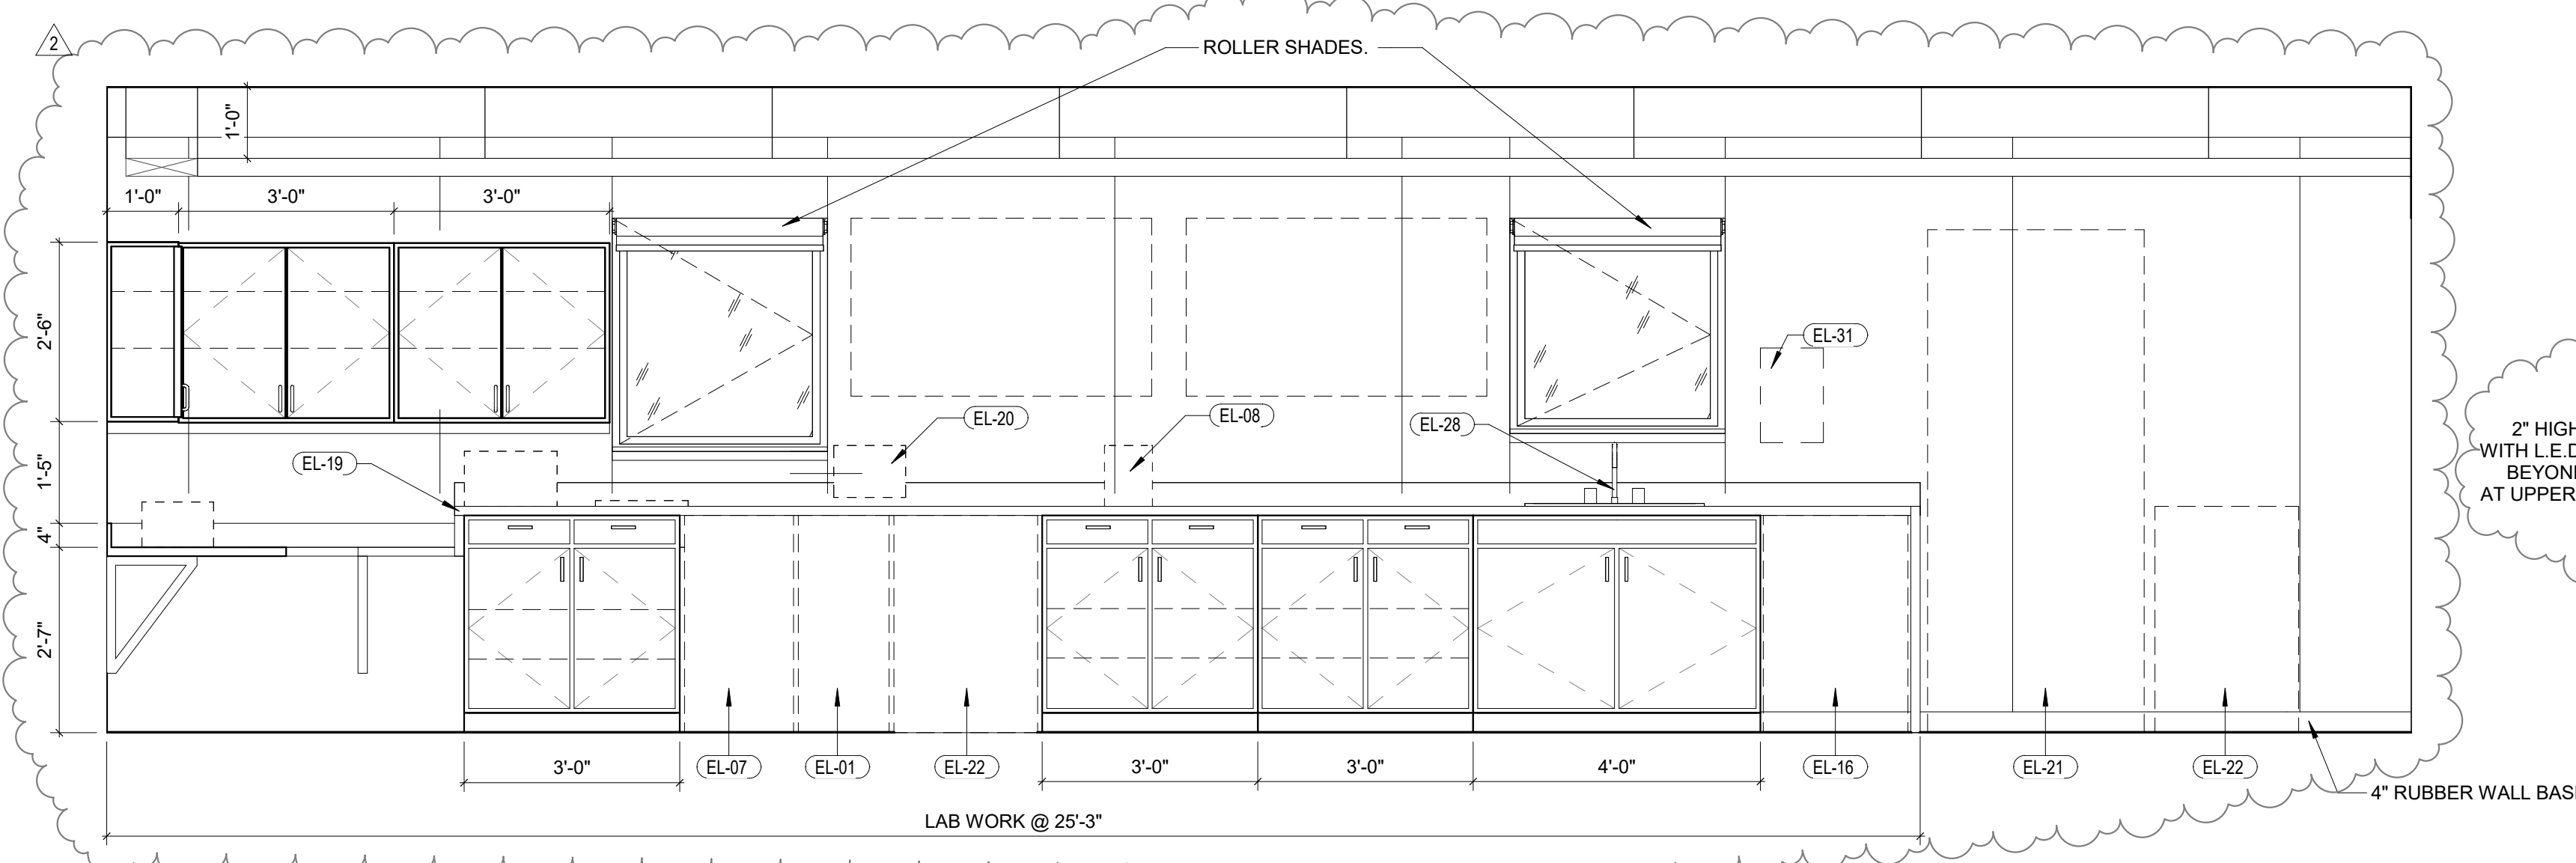 2
ROLLER SHADES.
1'-0"
1'-0"
3'-0"
3'-0"
2'-6"
EL-31
EL-20
EL-08
EL-28
2" HIGH
WITH L.E.D
BEYON
AT UPPER
EL-19
1'-5"
4"
2'-7"
3'-0"
EL-07
EL-01
EL-22
3'-0"
3'-0"
4'-0"
EL-16
EL-21
EL-22
4" RUBBER WALL BAS
LAB WORK @ 25'-3"